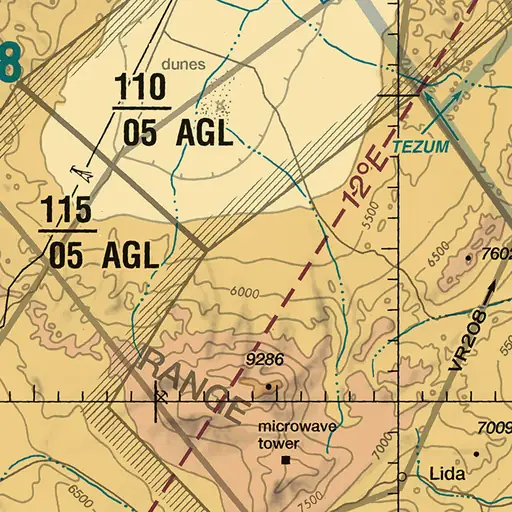 dunes
8
110
05 AGL
TEZUM
12°E
115
05 AGL
5500
6500
7602
6000
VR208
550
RANGE
9286
microwave
tower
7000
7009
Lida
6500
7500